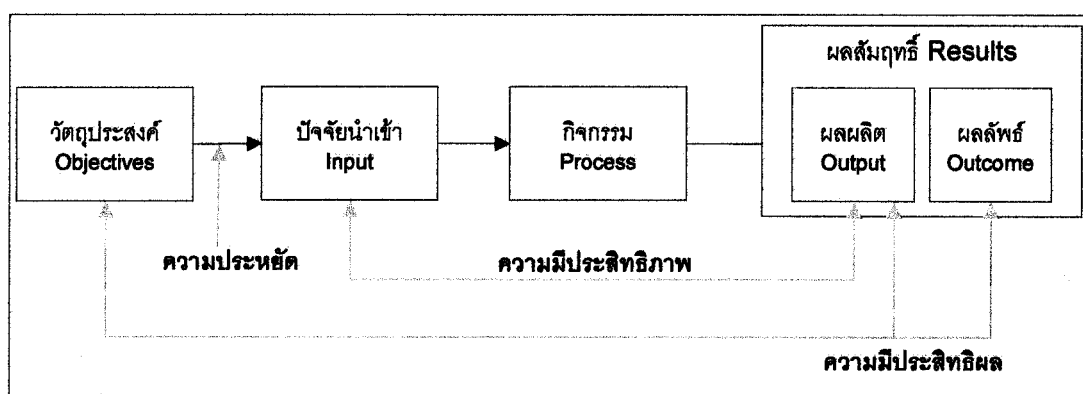 ผลสัมฤทธิ์ Results
วัตถุประสงค์
Objectives
ปัจจัยนำเข้า
Input
กิจกรรม
Process
ผลผลิต
Output
ผลลัพธ์
Outcome
ความประหยัด
ความมีประสิทธิภาพ
ความมีประสิทธิผล